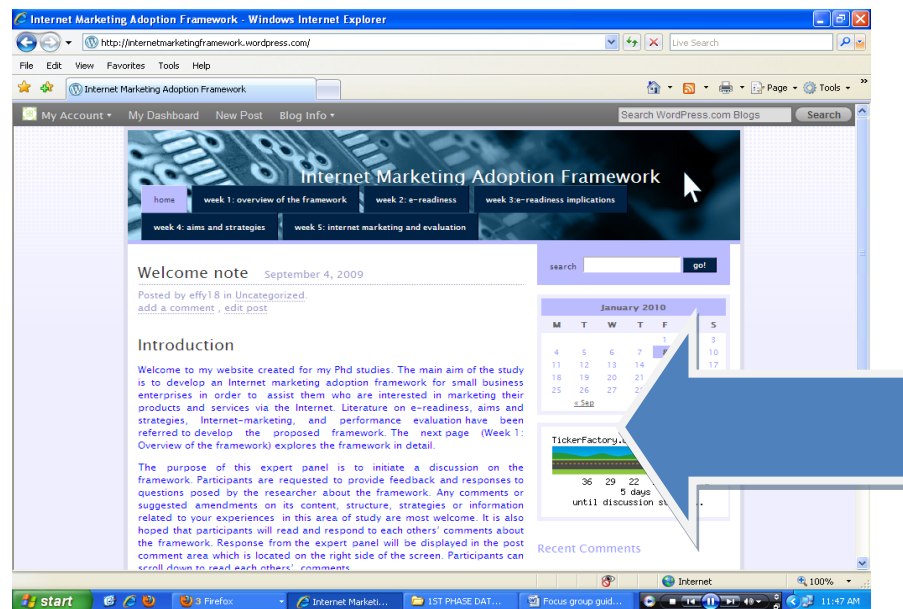 Internet Marketing Adoption Framework - Windows Internet Explorer
http://internetmarketingframework.wordpress.com/
Live Search
File Edit View Favorites Tools Help
Internet Marketing Adoption Framework
Page Tools
My Account My Dashboard New Post Blog Info
Search WordPress.com Blogs Search
Internet Marketing Adoption Framework
home week 1: overview of the framework week 2: e-readiness week 3:e-readiness implications
week 4: aims and strategies week 5: internet marketing and evaluation
Welcome note September 4, 2009
Posted by effy18 in Uncategorized.
add a comment , edit post
Introduction
Welcome to my website created for my Phd studies. The main aim of the study
is to develop an Internet marketing adoption framework for small business
enterprises in order to assist them who are interested in marketing their
products and services via the Internet. Literature on e-readiness, aims and
strategies, Internet-marketing, and performance evaluation have been
referred to develop the proposed framework. The next page (Week 1:
Overview of the framework) explores the framework in detail.
The purpose of this expert panel is to initiate a discussion on the
framework. Participants are requested to provide feedback and responses to
questions posed by the researcher about the framework. Any comments or
suggested amendments on its content, structure, strategies or information
related to your experiences in this area of study are most welcome. It is also
hoped that participants will read and respond to each others' comments about
the framework. Response from the expert panel will be displayed in the post
comment area which is located on the right side of the screen. Participants can
scroll down to read each others' comments.
search go!
January 2010
M T W T F S
1 3
4 5 6 7 10
11 12 13 14 17
18 19 20 21
25 26 27
« Sep
TickerFactory.
36 29 22
5 days
until discussion
Recent Comments
Internet 100%
start 3 Firefox Internet Marketi... 1ST PHASE DAT... Focus group guid... 11:47 AM